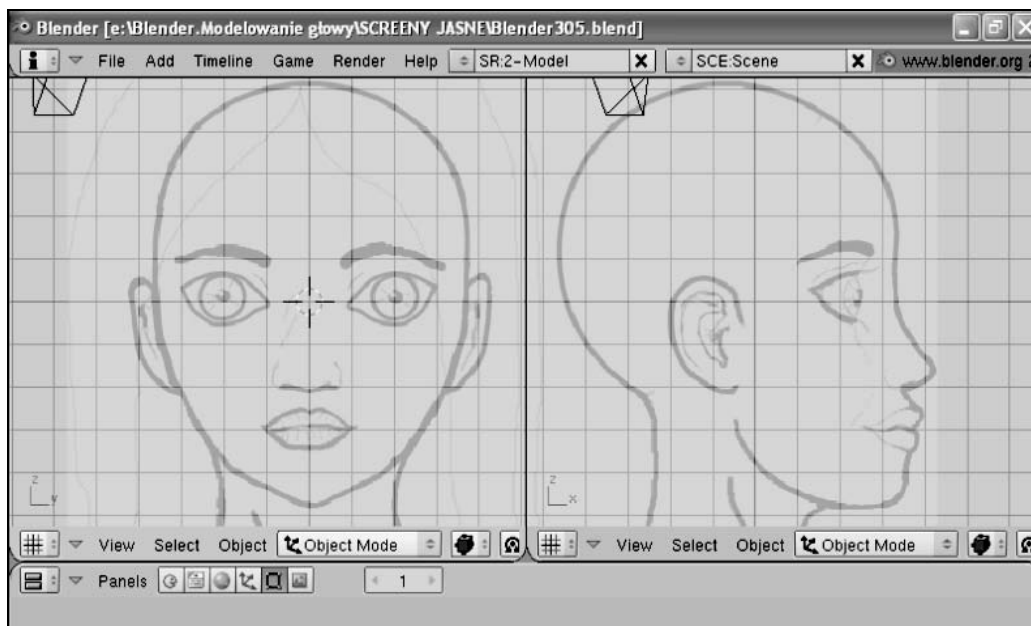 Blender [e:\Blender.Modelowanie głowy\SCREENY JASNE\Blender305.blend]
File Add Timeline Game Render Help SR:2-Model X SCE:Scene X www.blender.org 2
z
y
z
x
View Select Object Object Mode
View Select Object Object Mode
Panels 1